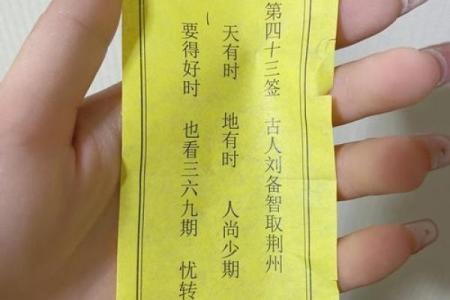 第四十三签 古人刘备智取荆州
天有时 地有时 人尚少期
要得好时 也看三六九期 忧转